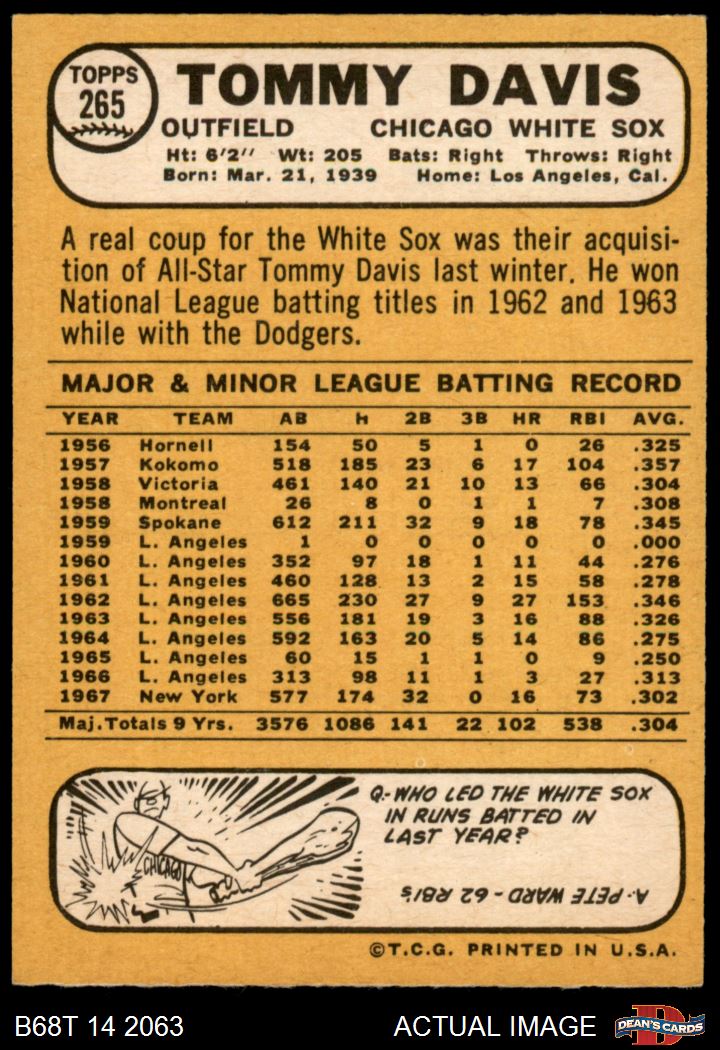 TOPPS
265
TOMMY DAVIS
OUTFIELD CHICAGO WHITE SOX
Ht: 6'2'' Wt: 205 Bats: Right Throws: Right
Born: Mar. 21, 1939 Home: Los Angeles, Cal.
A real coup for the White Sox was their acquisi-
tion of All-Star Tommy Davis last winter. He won
National League batting titles in 1962 and 1963
while with the Dodgers.
MAJOR & MINOR LEAGUE BATTING RECORD
YEAR TEAM AB h 2B 3B HR RBI AVG.
1956 Hornell 154 50 5 1 0 26 .325
1957 Kokomo 518 185 23 6 17 104 .357
1958 Victoria 461 140 21 10 13 66 .304
1958 Montreal 26 8 0 1 1 7 .308
1959 Spokane 612 211 32 9 18 78 .345
1959 L. Angeles 1 0 0 0 0 0 .000
1960 L. Angeles 352 97 18 1 11 44 .276
1961 L. Angeles 460 128 13 2 15 58 .278
1962 L. Angeles 665 230 27 9 27 153 .346
1963 L. Angeles 556 181 19 3 16 88 .326
1964 L. Angeles 592 163 20 5 14 86 .275
1965 L. Angeles 60 15 1 1 0 9 .250
1966 L. Angeles 313 98 11 1 3 27 .313
1967 New York 577 174 32 0 16 73 .302
Maj. Totals 9 Yrs. 3576 1086 141 22 102 538 .304
CHICAGO
Q.-WHO LED THE WHITE SOX
IN RUNS BATTED IN
LAST YEAR?
A.-PETE WARD-62 RBI's
©T.C.G. PRINTED IN U.S.A.
B68T 14 2063 ACTUAL IMAGE
D
DEAN'S CARDS